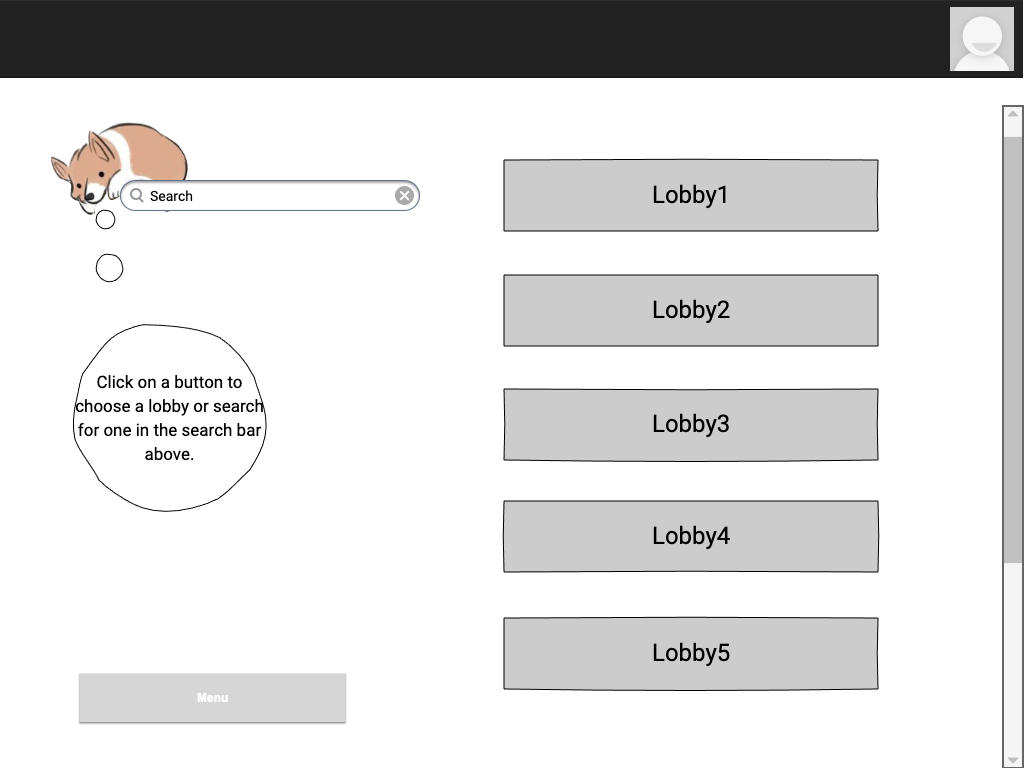 Search
Click on a button to
choose a lobby or search
for one in the search bar
above.
Menu
Lobby1
Lobby2
Lobby3
Lobby4
Lobby5